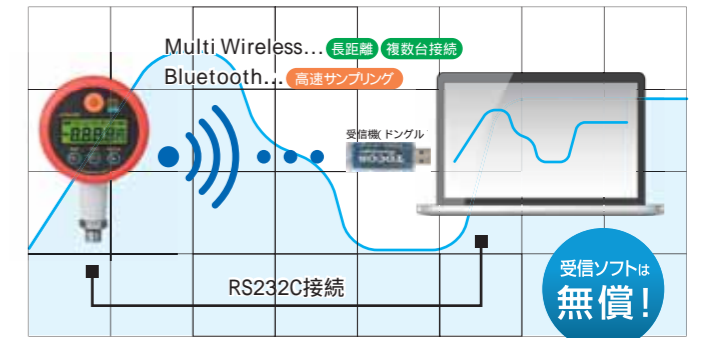 Multi Wireless… 長距離 複数台接続
Bluetooth… 高速サンプリング
受信機(ドングル
RS232C接続
受信ソフトは
無償！